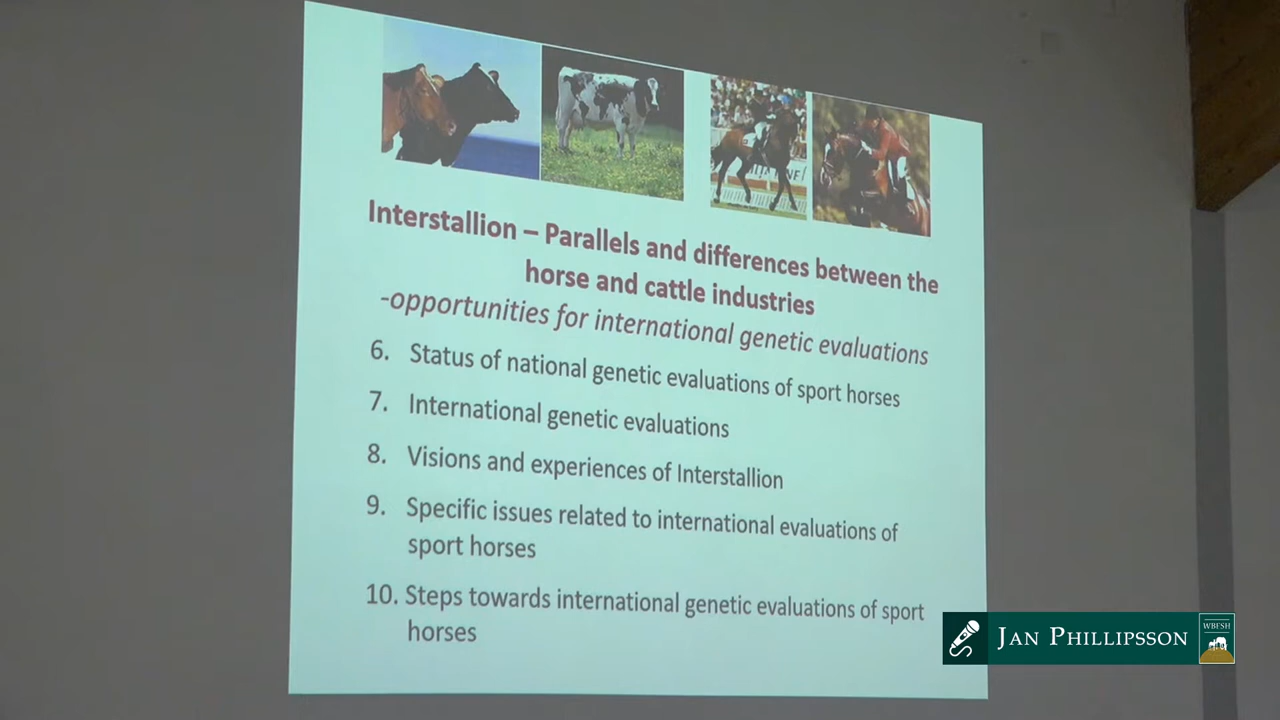 Interstallion – Parallels and differences between the
horse and cattle industries
-opportunities for international genetic evaluations
6. Status of national genetic evaluations of sport horses
7. International genetic evaluations
8. Visions and experiences of Interstallion
9. Specific issues related to international evaluations of
sport horses
10. Steps towards international genetic evaluations of sport
horses
JAN PHILLIPSSON
WBFSH